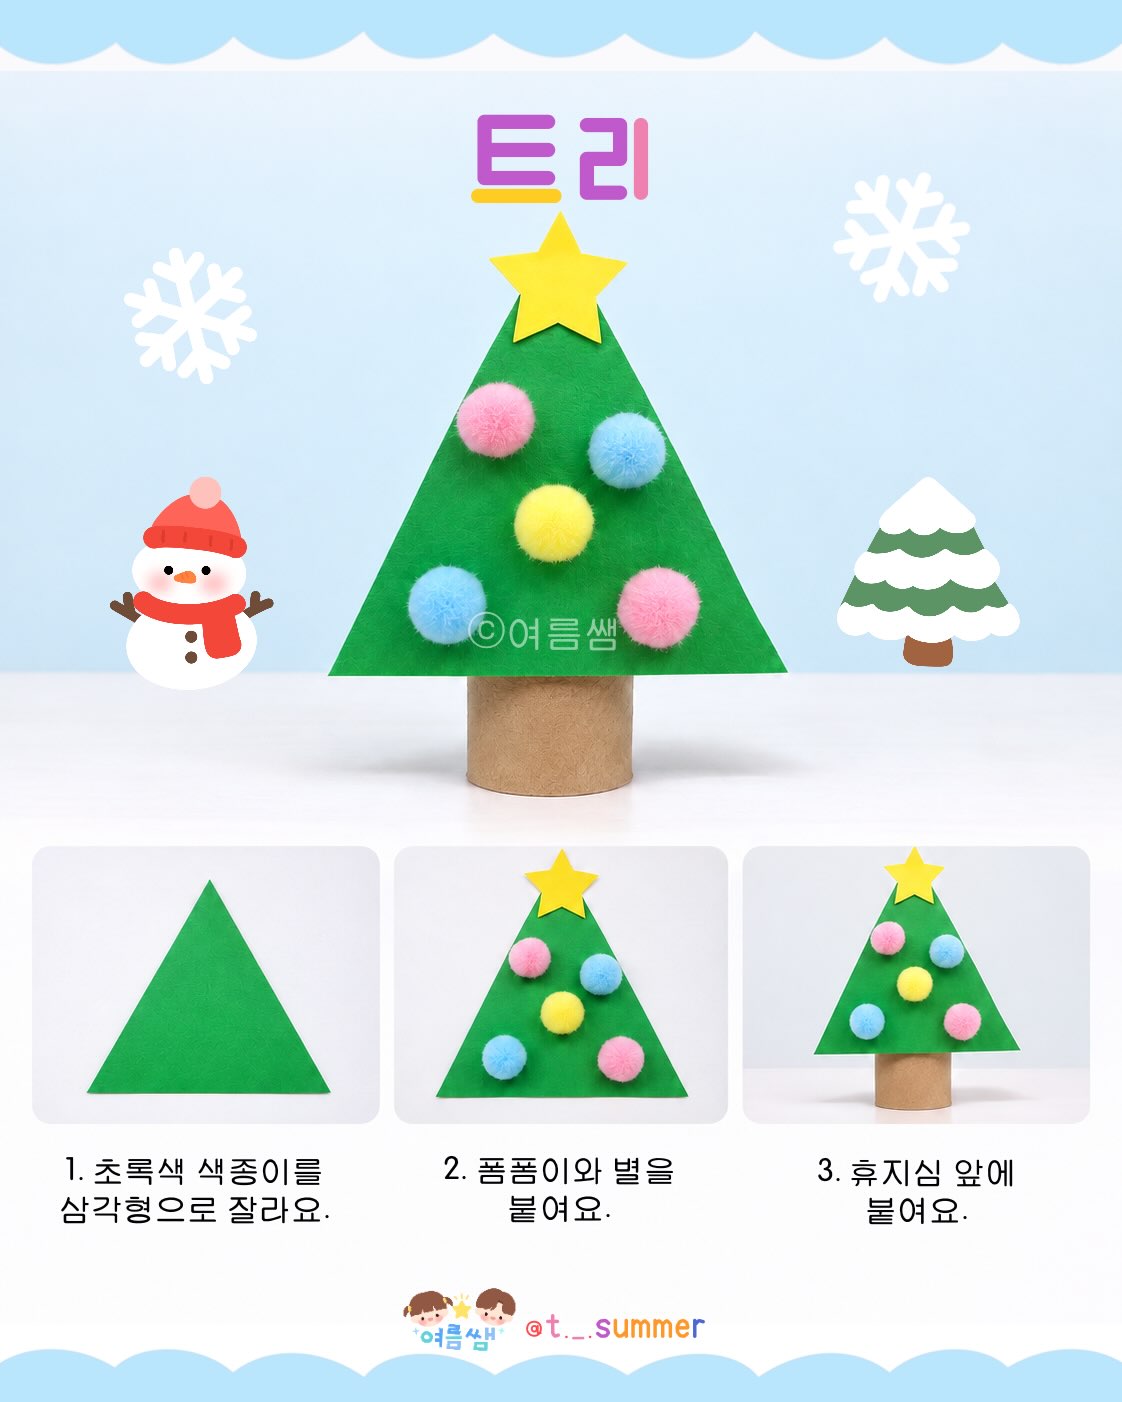 트리
©여름쌤
1. 초록색 색종이를
삼각형으로 잘라요.
2. 폼폼이와 별을
붙여요.
3. 휴지심 앞에
붙여요.
여름쌤 @t._.summer